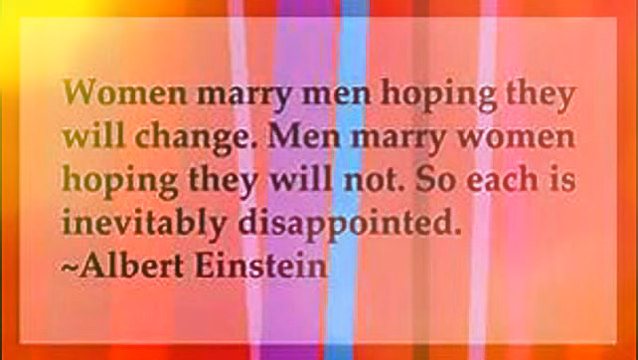 Women marry men hoping they
will change. Men marry women
hoping they will not. So each is
inevitably disappointed.
~Albert Einstein